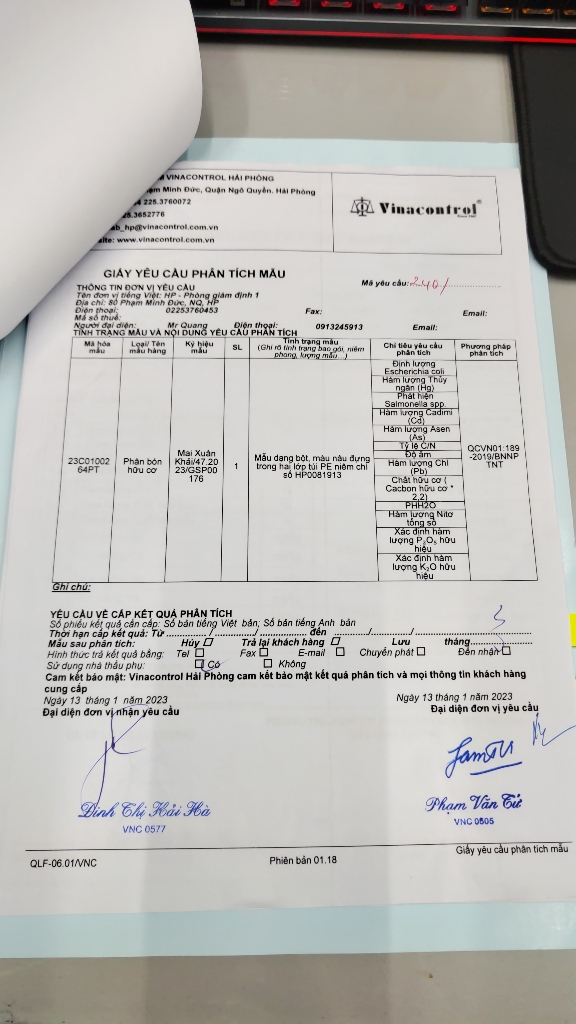 VINACONTROL HẢI PHÒNG
ạm Minh Đức, Quận Ngô Quyền. Hải Phòng
225.3760072
25.3652776
ab_hp@vinacontrol.com.vn
site: www.vinacontrol.com.vn
Vinacontrol®
GIẤY YÊU CẦU PHÂN TÍCH MẪU
Mã yêu cầu: 240/
THÔNG TIN ĐƠN VỊ YÊU CẦU
Tên đơn vị tiếng Việt: HP - Phòng giám định 1
Địa chỉ: 80 Phạm Minh Đức, NQ, HP
Điện thoại: 02253760453 Fax: Email:
Mã số thuế:
Người đại diện: Mr Quang Điện thoại: 0913245913 Email:
TÌNH TRẠNG MẪU VÀ NỘI DUNG YÊU CẦU PHÂN TÍCH
Mã hóa mẫu
Loại/ Tên mẫu hàng
Ký hiệu mẫu
SL
Tình trạng mẫu
(Ghi rõ tình trạng bao gói, niêm phong, lượng mẫu...)
Chỉ tiêu yêu cầu phân tích
Phương pháp phân tích
23C01002
64PT
Phân bón
hữu cơ
Mai Xuân
Khải/47.20
23/GSP00
176
1
Mẫu dạng bột, màu nâu đựng
trong hai lớp túi PE niêm chì
số HP0081913
Định lượng
Escherichia coli
Hàm lượng Thủy
ngân (Hg)
Phát hiện
Salmonella spp.
Hàm lượng Cadimi
(Cd)
Hàm lượng Asen
(As)
Tỷ lệ C/N
Độ ẩm
Hàm lượng Chì
(Pb)
Chất hữu cơ (
Cacbon hữu cơ *
2,2)
PHH2O
Hàm lượng Nitơ
tổng số
Xác định hàm
lượng P₂O₅ hữu
hiệu
Xác định hàm
lượng K₂O hữu
hiệu
QCVN01:189
-2019/BNNP
TNT
Ghi chú:
YÊU CẦU VỀ CẤP KẾT QUẢ PHÂN TÍCH
Số phiếu kết quả cần cấp: Số bản tiếng Việt bản; Số bản tiếng Anh bản
Thời hạn cấp kết quả: Từ ............/............/............ đến ............/............/............
Mẫu sau phân tích: Hủy ☐ Trả lại khách hàng ☐ Lưu 3 tháng............
Hình thức trả kết quả bằng: Tel ☐ Fax ☐ E-mail ☐ Chuyển phát ☐ Đến nhận ☐
Sử dụng nhà thầu phụ: ☐ Có ☐ Không
Cam kết bảo mật: Vinacontrol Hải Phòng cam kết bảo mật kết quả phân tích và mọi thông tin khách hàng
cung cấp
Ngày 13 tháng 1 năm 2023 Ngày 13 tháng 1 năm 2023
Đại diện đơn vị nhận yêu cầu Đại diện đơn vị yêu cầu
Đinh Thị Hải Hà
VNC 0577
Phạm Văn Tứ
VNC 0505
Giấy yêu cầu phân tích mẫu
QLF-06.01/VNC Phiên bản 01.18